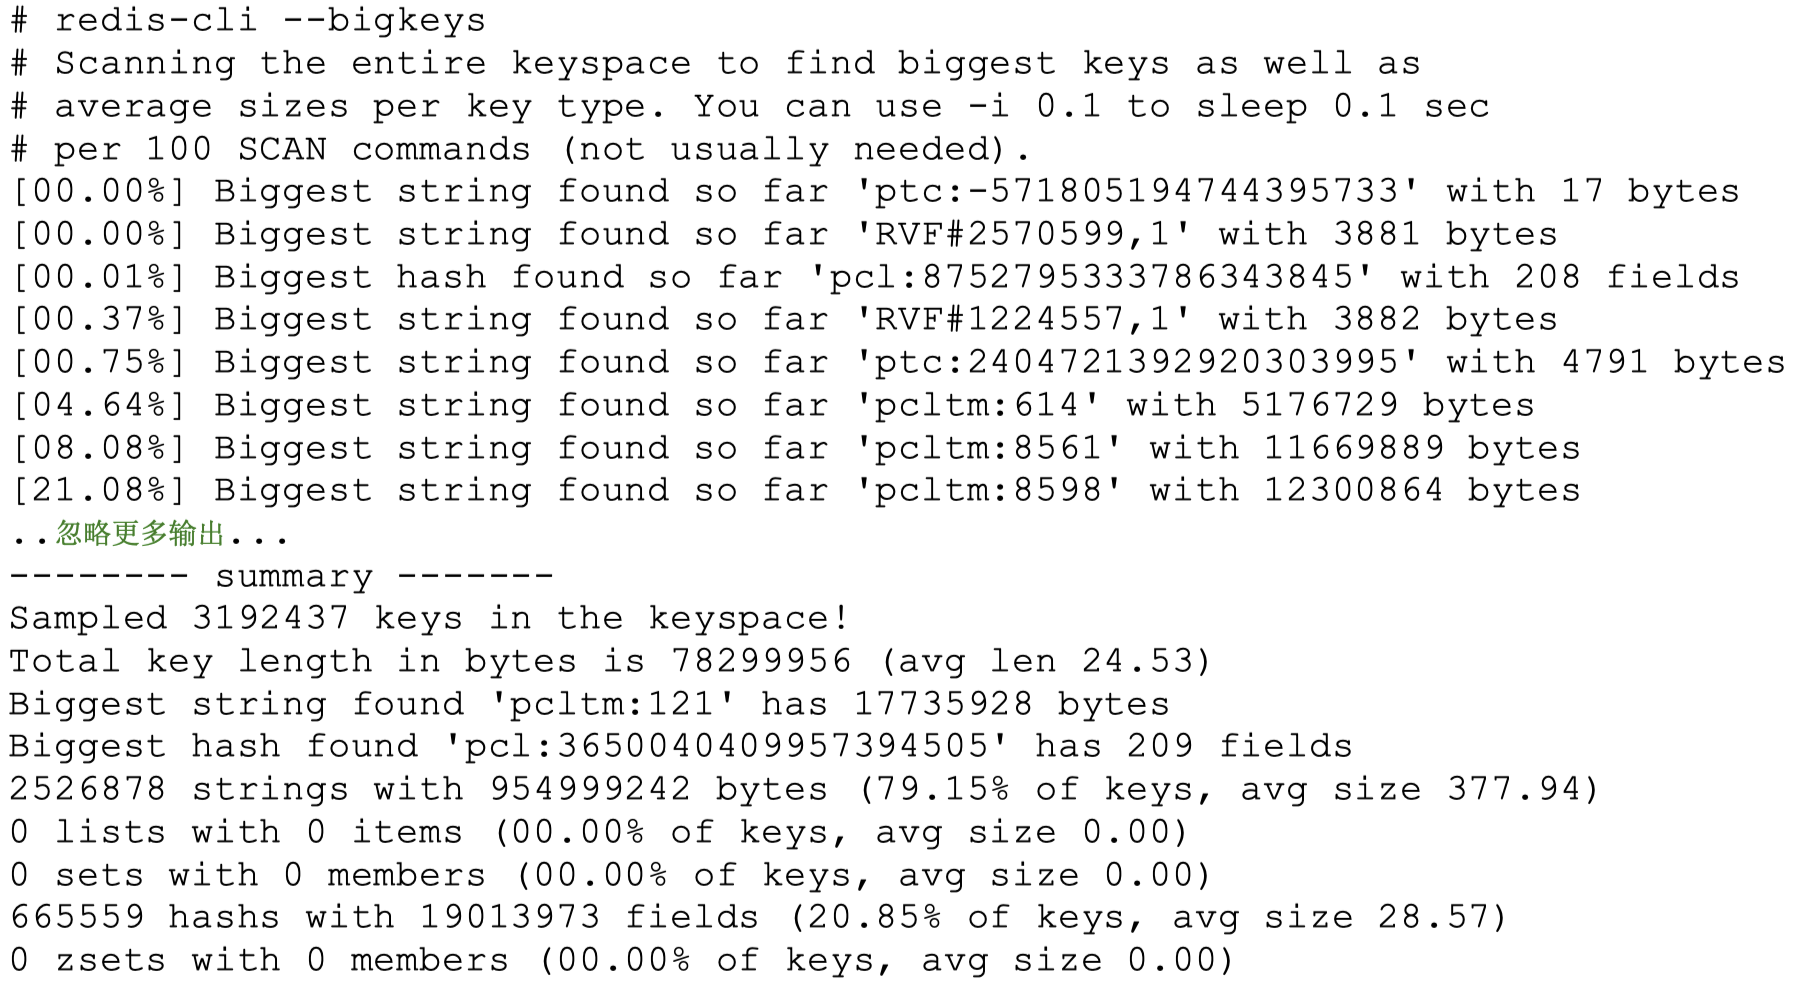 # redis-cli --bigkeys
# Scanning the entire keyspace to find biggest keys as well as
# average sizes per key type. You can use -i 0.1 to sleep 0.1 sec
# per 100 SCAN commands (not usually needed).
[00.00%] Biggest string found so far 'ptc:-571805194744395733' with 17 bytes
[00.00%] Biggest string found so far 'RVF#2570599,1' with 3881 bytes
[00.01%] Biggest hash found so far 'pcl:8752795333786343845' with 208 fields
[00.37%] Biggest string found so far 'RVF#1224557,1' with 3882 bytes
[00.75%] Biggest string found so far 'ptc:2404721392920303995' with 4791 bytes
[04.64%] Biggest string found so far 'pcltm:614' with 5176729 bytes
[08.08%] Biggest string found so far 'pcltm:8561' with 11669889 bytes
[21.08%] Biggest string found so far 'pcltm:8598' with 12300864 bytes
..忽略更多输出...
-------- summary -------
Sampled 3192437 keys in the keyspace!
Total key length in bytes is 78299956 (avg len 24.53)
Biggest string found 'pcltm:121' has 17735928 bytes
Biggest hash found 'pcl:3650040409957394505' has 209 fields
2526878 strings with 954999242 bytes (79.15% of keys, avg size 377.94)
0 lists with 0 items (00.00% of keys, avg size 0.00)
0 sets with 0 members (00.00% of keys, avg size 0.00)
665559 hashs with 19013973 fields (20.85% of keys, avg size 28.57)
0 zsets with 0 members (00.00% of keys, avg size 0.00)